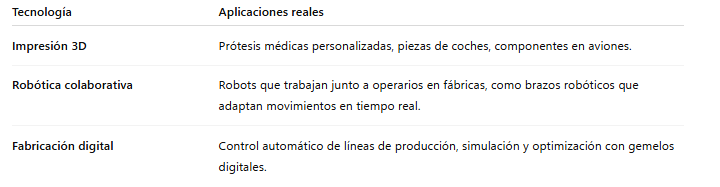 Tecnología Aplicaciones reales
Impresión 3D Prótesis médicas personalizadas, piezas de coches, componentes en aviones.
Robótica colaborativa Robots que trabajan junto a operarios en fábricas, como brazos robóticos que
adaptan movimientos en tiempo real.
Fabricación digital Control automático de líneas de producción, simulación y optimización con gemelos
digitales.